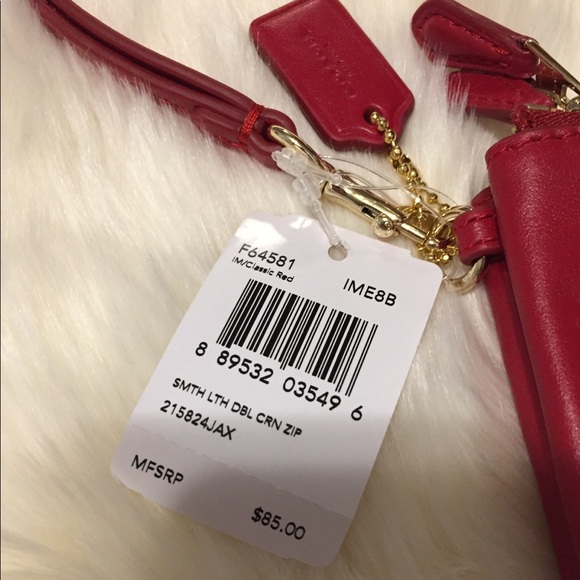 F64581
IM/Classic Red
IME8B
8 89532 03549 6
SMTH LTH DBL CRN ZIP
215824JAX
MFSRP
$85.00